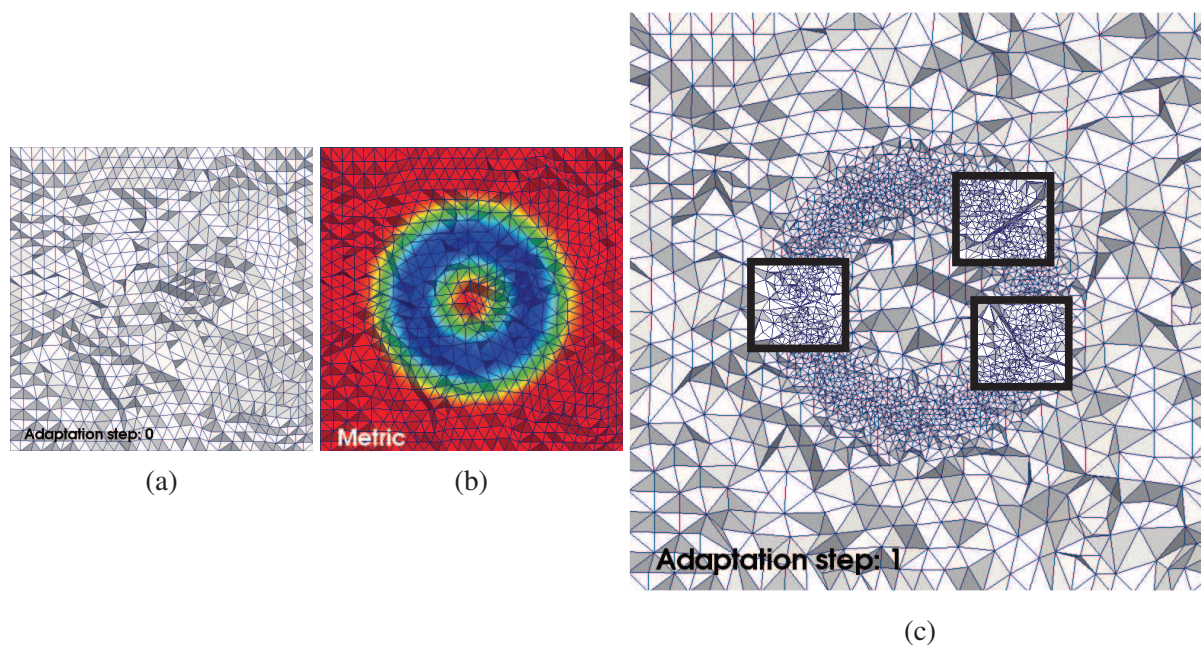 Adaptation step: 0
Metric
(a)
(b)
Adaptation step: 1
(c)